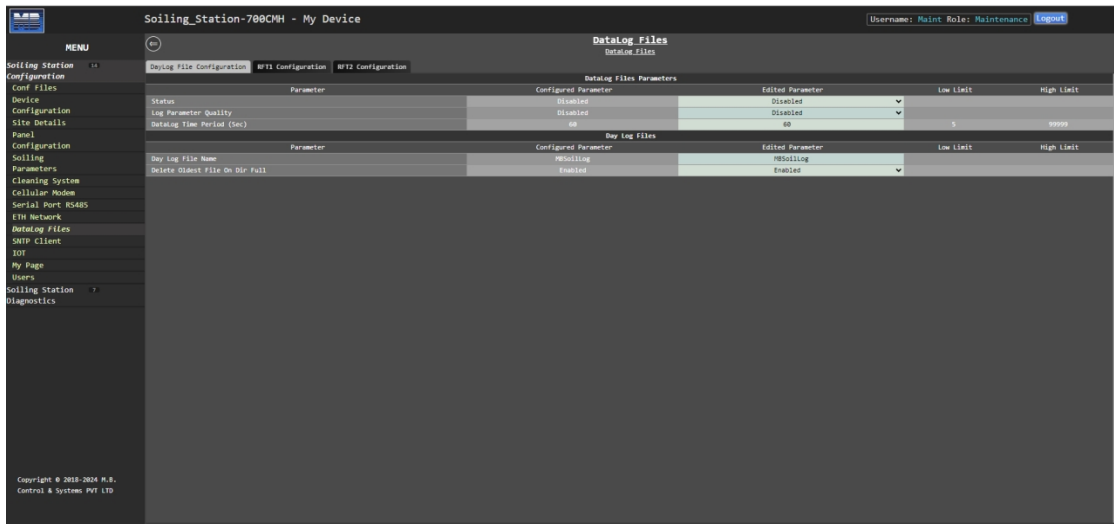 MB
Soiling_Station-700CMH - My Device
Username: Maint Role: Maintenance Logout
MENU
DataLog Files
DataLog Files
Soiling Station 14
Configuration
Conf Files
Device
Configuration
Site Details
Panel
Configuration
Soiling
Parameters
Cleaning System
Cellular Modem
Serial Port RS485
ETH Network
DataLog Files
SNTP Client
IOT
My Page
Users
Soiling Station 7
Diagnostics
Copyright © 2018-2024 M.B.
Control & Systems PVT LTD
DayLog File Configuration RFT1 Configuration RFT2 Configuration
DataLog Files Parameters
Parameter Configured Parameter Edited Parameter Low Limit High Limit
Status Disabled Disabled
Log Parameter Quality Disabled Disabled
DataLog Time Period (Sec) 60 60 5 99999
Day Log Files
Parameter Configured Parameter Edited Parameter Low Limit High Limit
Day Log File Name MBSoilLog MBSoilLog
Delete Oldest File On Dir Full Enabled Enabled